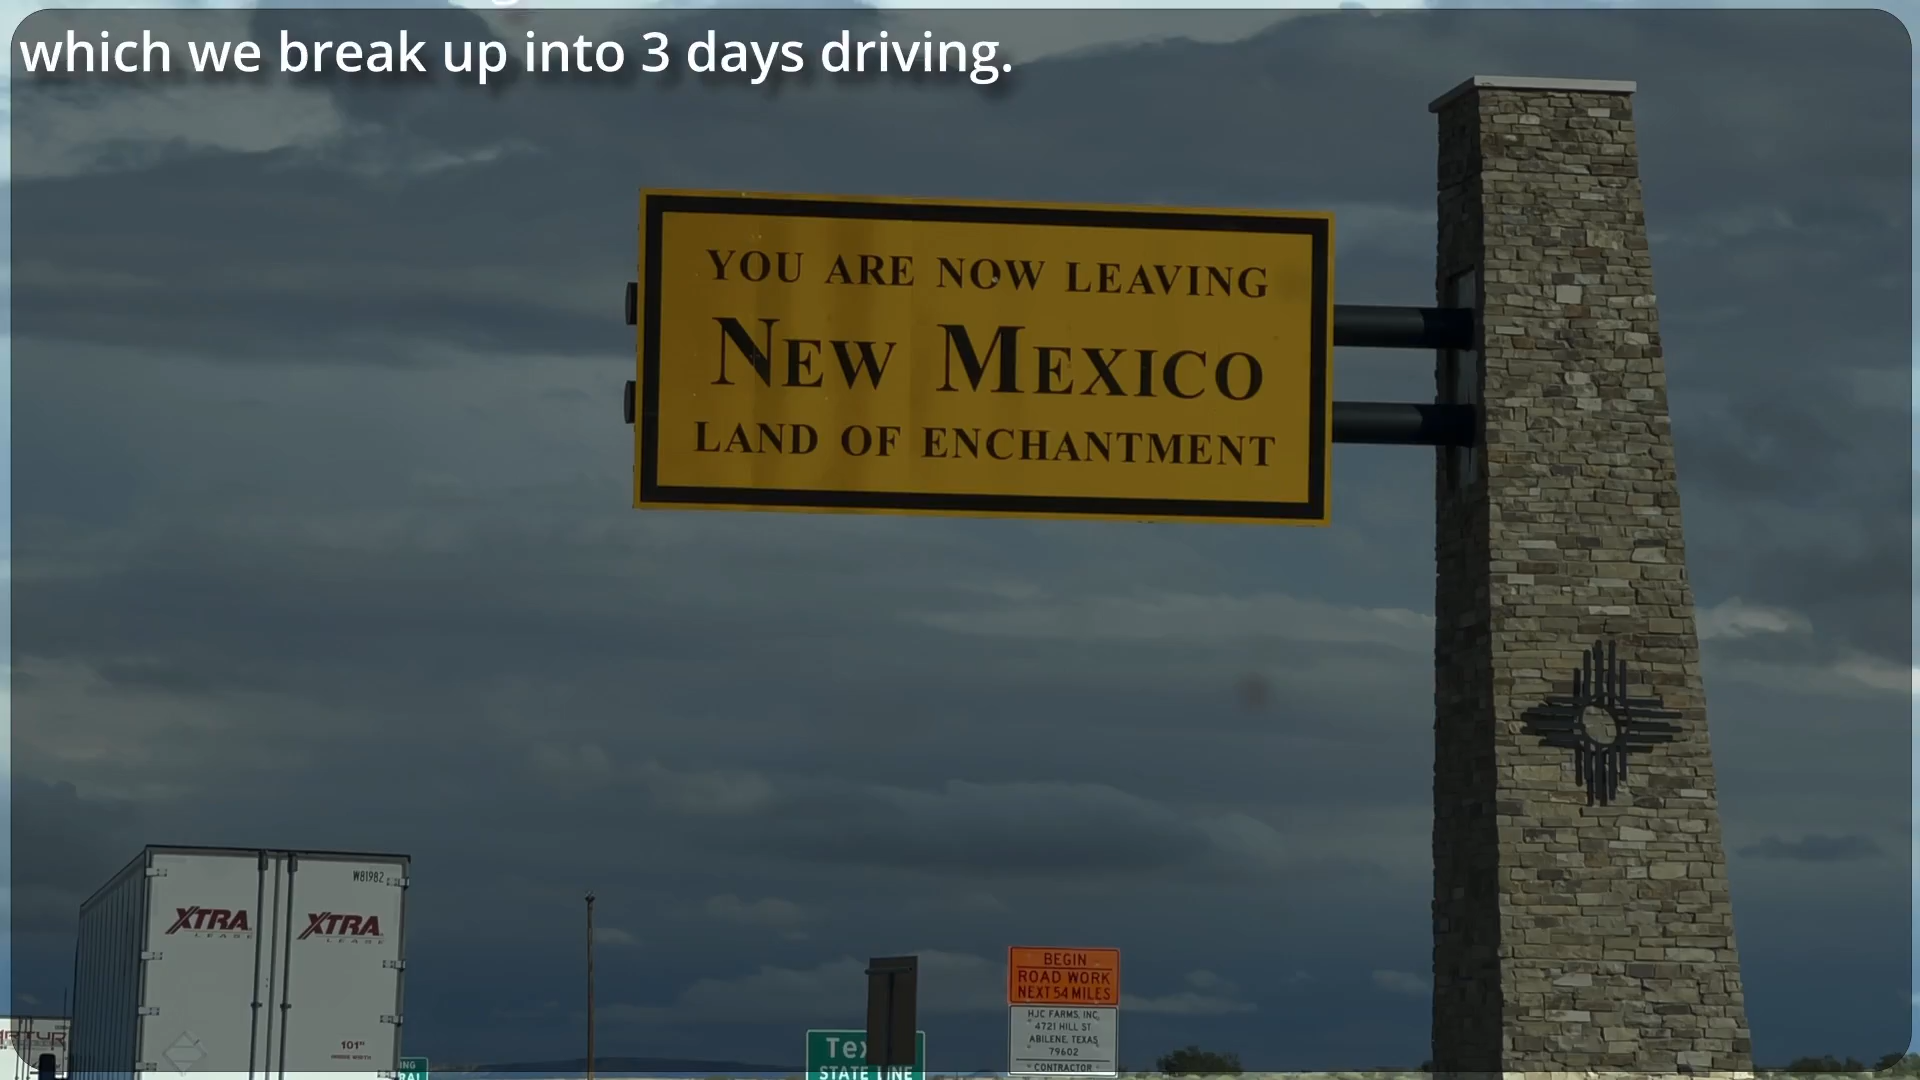 which we break up into 3 days driving.
YOU ARE NOW LEAVING
NEW MEXICO
LAND OF ENCHANTMENT
W81982
XTRA XTRA
LEASE LEASE
101"
BEGIN
ROAD WORK
NEXT 54 MILES
HJC FARMS, INC.
4721 HILL ST
ABILENE, TEXAS
79602
CONTRACTOR
STATE LINE